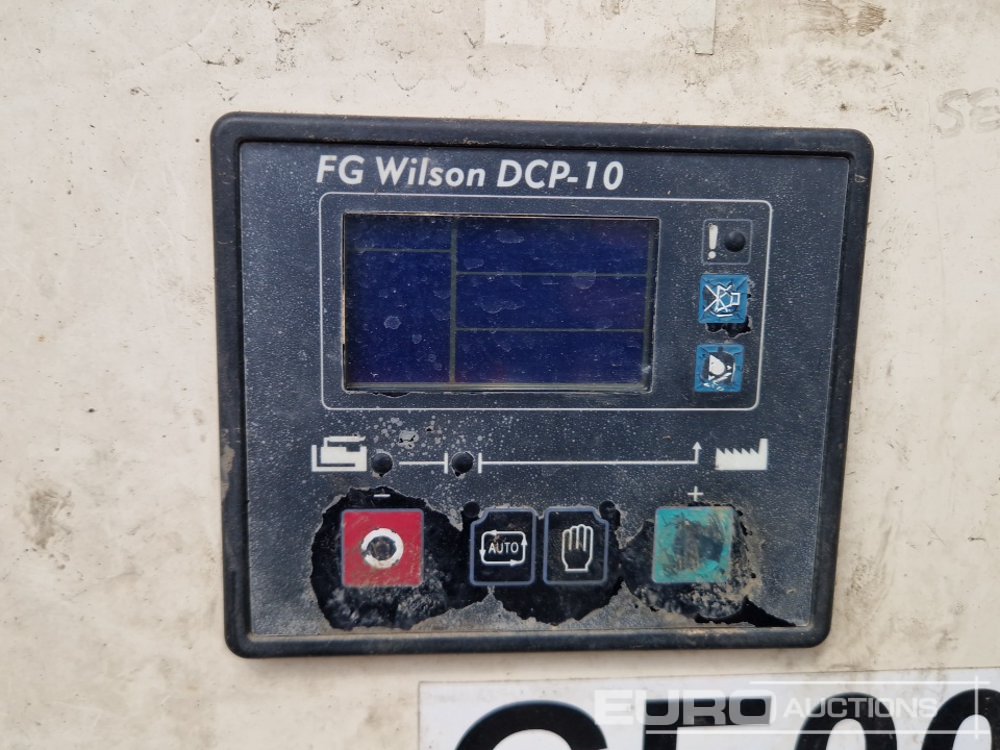 FG Wilson DCP-10
!
- +
AUTO
EURO AUCTIONS